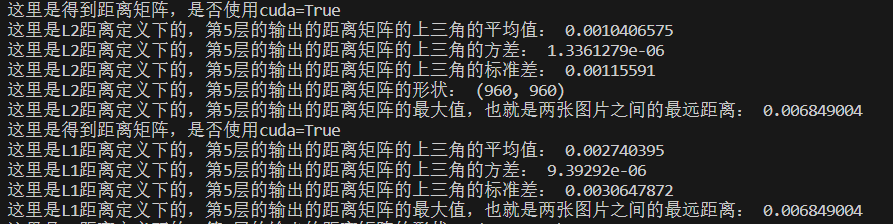 这里是得到距离矩阵，是否使用cuda=True
这里是L2距离定义下的，第5层的输出的距离矩阵的上三角的平均值： 0.0010406575
这里是L2距离定义下的，第5层的输出的距离矩阵的上三角的方差： 1.3361279e-06
这里是L2距离定义下的，第5层的输出的距离矩阵的上三角的标准差： 0.00115591
这里是L2距离定义下的，第5层的输出的距离矩阵的形状： (960, 960)
这里是L2距离定义下的，第5层的输出的距离矩阵的最大值，也就是两张图片之间的最远距离： 0.006849004
这里是得到距离矩阵，是否使用cuda=True
这里是L1距离定义下的，第5层的输出的距离矩阵的上三角的平均值： 0.002740395
这里是L1距离定义下的，第5层的输出的距离矩阵的上三角的方差： 9.39292e-06
这里是L1距离定义下的，第5层的输出的距离矩阵的上三角的标准差： 0.0030647872
这里是L1距离定义下的，第5层的输出的距离矩阵的最大值，也就是两张图片之间的最远距离： 0.006849004